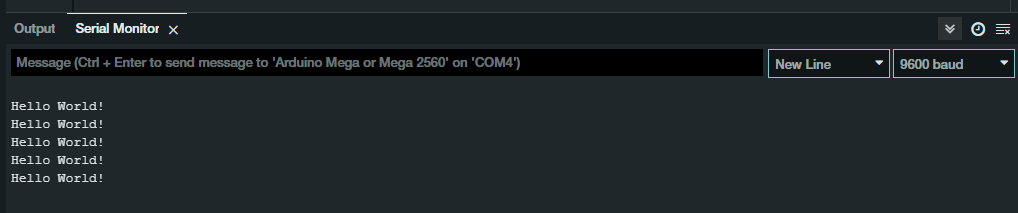 Output Serial Monitor
Message (Ctrl + Enter to send message to 'Arduino Mega or Mega 2560' on 'COM4') New Line 9600 baud
Hello World!
Hello World!
Hello World!
Hello World!
Hello World!